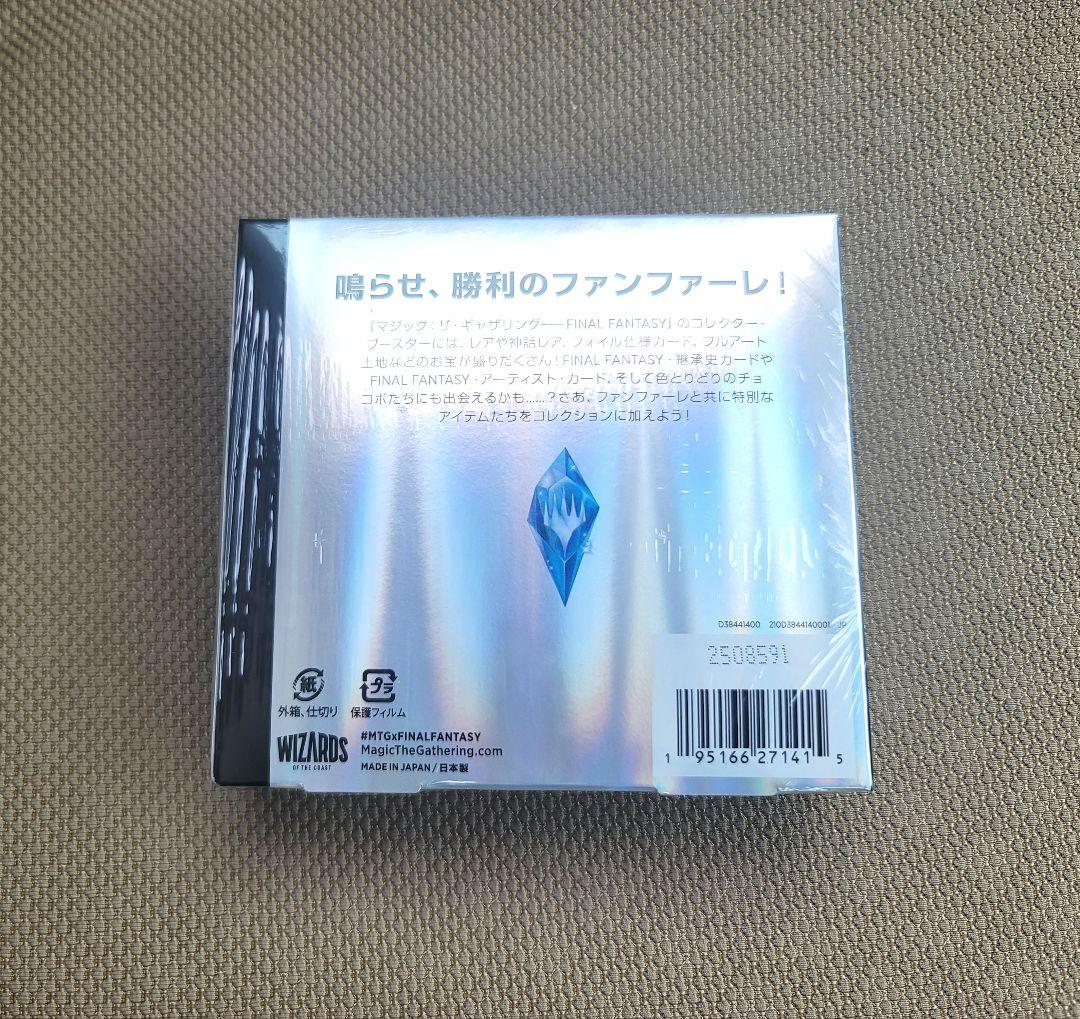 鳴らせ、勝利のファンファーレ！
『マジック：ザ・ギャザリング——FINAL FANTASY』のコレクター・
ブースターには、レアや神話レア、フォイル仕様カード、フルアート
土地などのお宝が盛りだくさん！FINAL FANTASY・継承史カードや
FINAL FANTASY・アーティスト・カード、そして色とりどりのチョ
コボたちにも出会えるかも……？さあ、ファンファーレと共に特別な
アイテムたちをコレクションに加えよう！
D38441400 210D3844140001 JP
2508591
紙
外箱、仕切り
プラ
保護フィルム
WIZARDS
OF THE COAST
#MTGxFINALFANTASY
MagicTheGathering.com
MADE IN JAPAN / 日本製
1 95166 27141 5